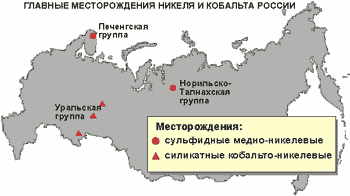 ГЛАВНЫЕ МЕСТОРОЖДЕНИЯ НИКЕЛЯ И КОБАЛЬТА РОССИИ
Печенгская
группа
Норильско-
Талнахская
группа
Уральская
группа
Месторождения:
сульфидные медно-никелевые
силикатные кобальто-никелевые